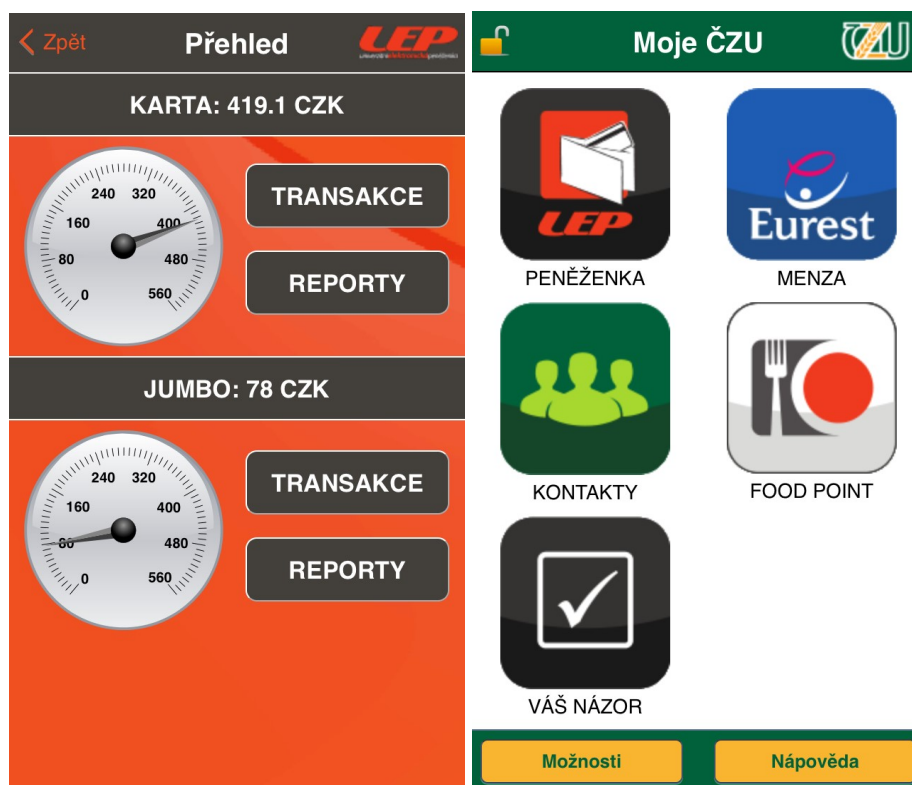 Zpět
Přehled
LEP
KARTA: 419.1 CZK
240 320
160 400
80 480
0 560
TRANSAKCE
REPORTY
JUMBO: 78 CZK
240 320
160 400
80 480
0 560
TRANSAKCE
REPORTY
Moje ČZU
ČZU
LEP
PENĚŽENKA
Eurest
MENZA
KONTAKTY
FOOD POINT
VÁŠ NÁZOR
Možnosti
Nápověda